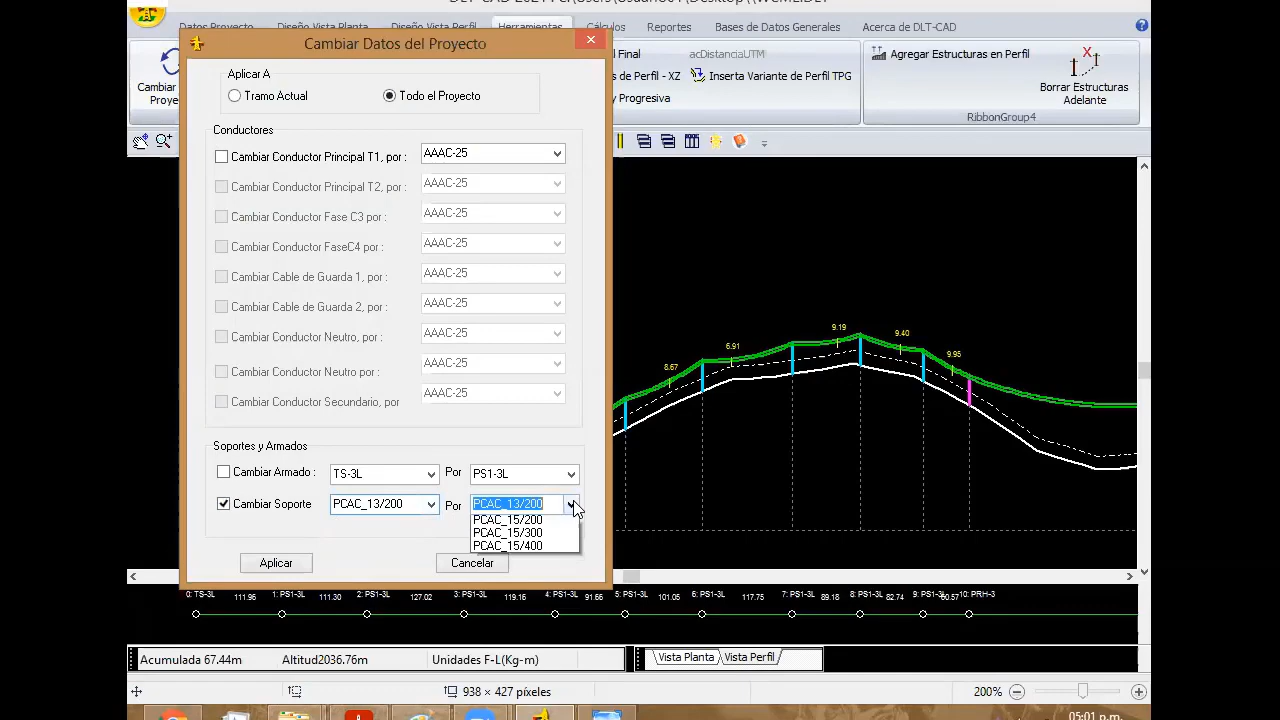 Datos Proyecto
Diseño Vista Planta
Diseño Vista Perfil
Herramientas
Cálculos
Reportes
Bases de Datos Generales
Acerca de DLT-CAD
Cambiar Datos del Proyecto
Final
acDistanciaUTM
Agregar Estructuras en Perfil
s de Perfil - XZ
Inserta Variante de Perfil TPG
Cambiar
Proye
y Progresiva
Borrar Estructuras
Adelante
RibbonGroup4
Aplicar A
Tramo Actual
Todo el Proyecto
Conductores
Cambiar Conductor Principal T1, por :
AAAC-25
Cambiar Conductor Principal T2, por :
AAAC-25
Cambiar Conductor Fase C3 por :
AAAC-25
Cambiar Conductor FaseC4 por :
AAAC-25
Cambiar Cable de Guarda 1, por :
AAAC-25
Cambiar Cable de Guarda 2, por :
AAAC-25
Cambiar Conductor Neutro, por :
AAAC-25
Cambiar Conductor Neutro por :
AAAC-25
Cambiar Conductor Secundario, por
AAAC-25
8.67
6.91
9.19
9.40
9.95
Soportes y Armados
Cambiar Armado :
TS-3L
Por
PS1-3L
Cambiar Soporte
PCAC_13/200
Por
PCAC_13/200
PCAC_15/200
PCAC_15/300
PCAC_15/400
Aplicar
Cancelar
0: TS-3L 111.96 1: PS1-3L 111.30 2: PS1-3L 127.02 3: PS1-3L 119.16 4: PS1-3L 91.66 5: PS1-3L 101.05 6: PS1-3L 117.75 7: PS1-3L 89.18 8: PS1-3L 82.74 9: PS1-3L 10: PRH-3
Acumulada 67.44m
Altitud2036.76m
Unidades F-L(Kg-m)
Vista Planta
Vista Perfil
938 × 427 píxeles
200%
05:01 p.m.